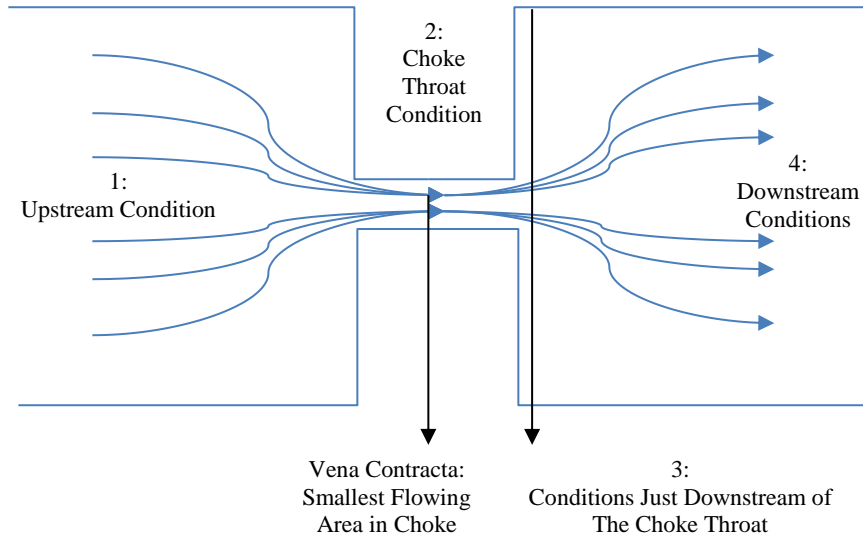 1:
Upstream Condition
2:
Choke
Throat
Condition
4:
Downstream
Conditions
Vena Contracta:
Smallest Flowing
Area in Choke
3:
Conditions Just Downstream of
The Choke Throat